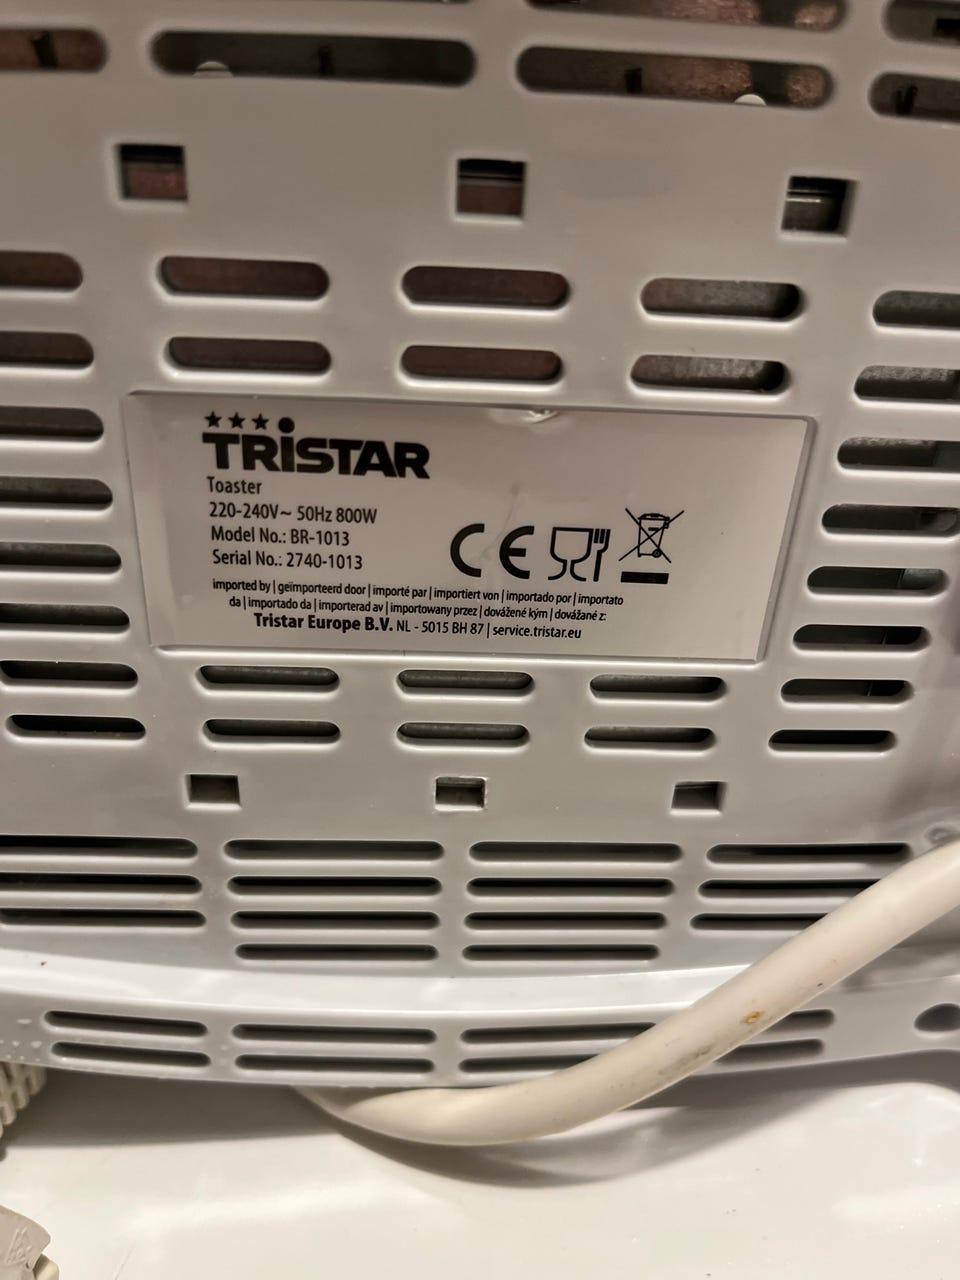 TRISTAR
Toaster
220-240V~ 50Hz 800W
Model No.: BR-1013
Serial No.: 2740-1013
CE
imported by | geïmporteerd door | importé par | importiert von | importado por | importato
da | importado da | importerad av | importowany przez | dovážené kým | dovážané z:
Tristar Europe B.V. NL - 5015 BH 87 | service.tristar.eu